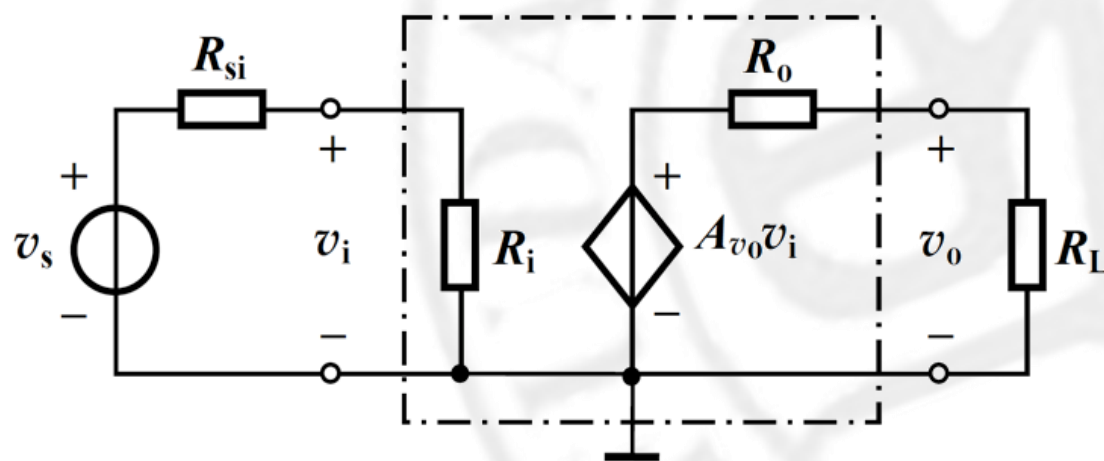 R_si
R_o
+ + + +
v_s v_i R_i A_v0 v_i v_o R_L
− − − −